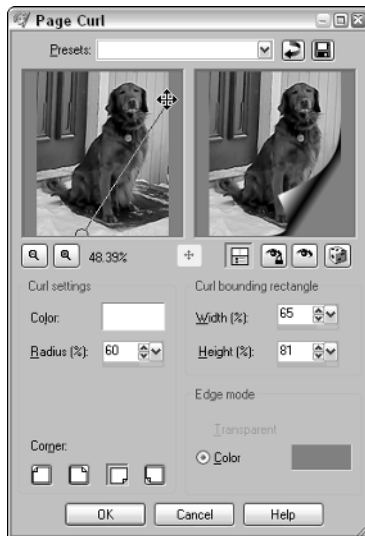 Page Curl
Presets:
48.39%
Curl settings
Color:
Radius (%): 60
Corner:
Curl bounding rectangle
Width (%): 65
Height (%): 81
Edge mode
Transparent
Color
OK Cancel Help